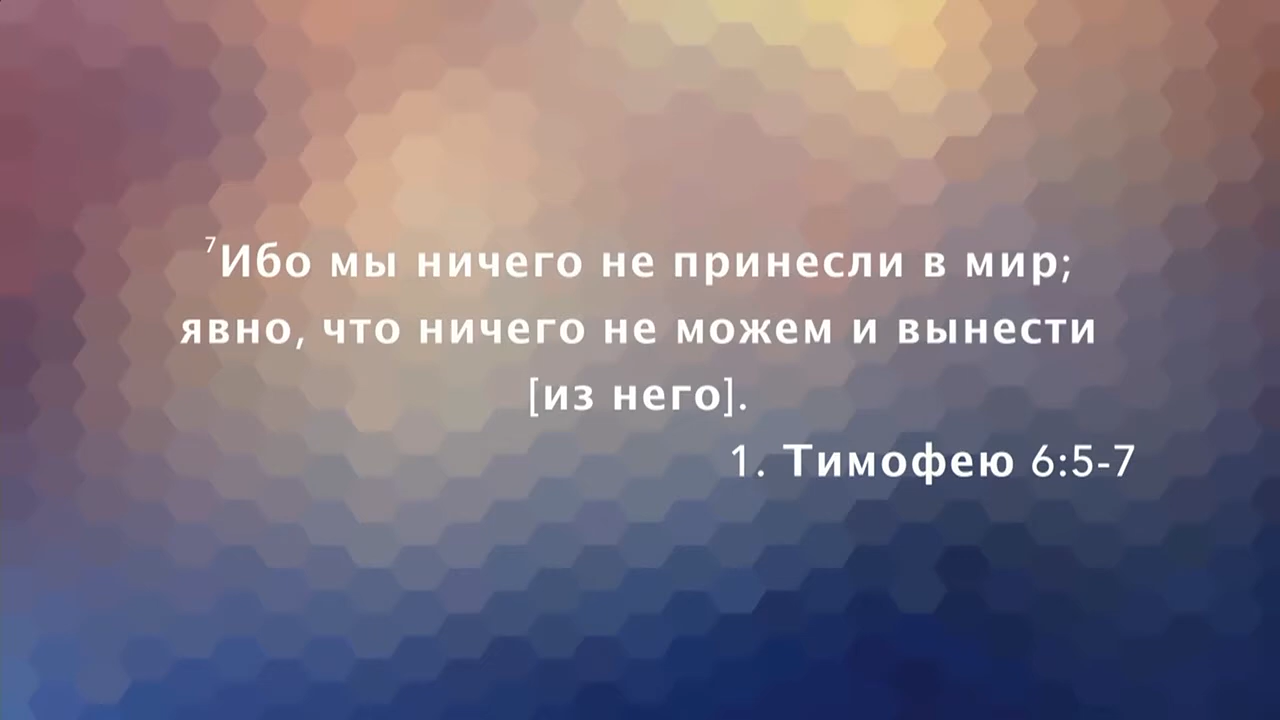 ⁷Ибо мы ничего не принесли в мир;
явно, что ничего не можем и вынести
[из него].
1. Тимофею 6:5-7